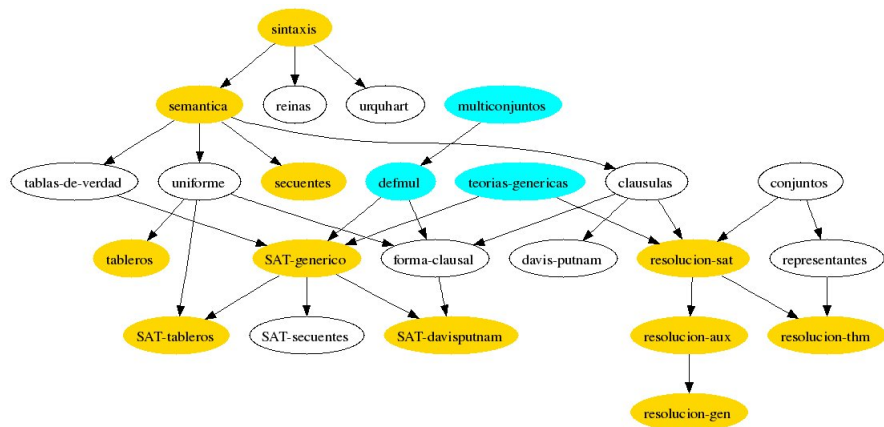 sintaxis
semantica
reinas
urquhart
multiconjuntos
tablas-de-verdad
uniforme
secuentes
defmul
teorias-genericas
clausulas
conjuntos
tableros
SAT-generico
forma-clausal
davis-putnam
resolucion-sat
representantes
SAT-tableros
SAT-secuentes
SAT-davisputnam
resolucion-aux
resolucion-thm
resolucion-gen